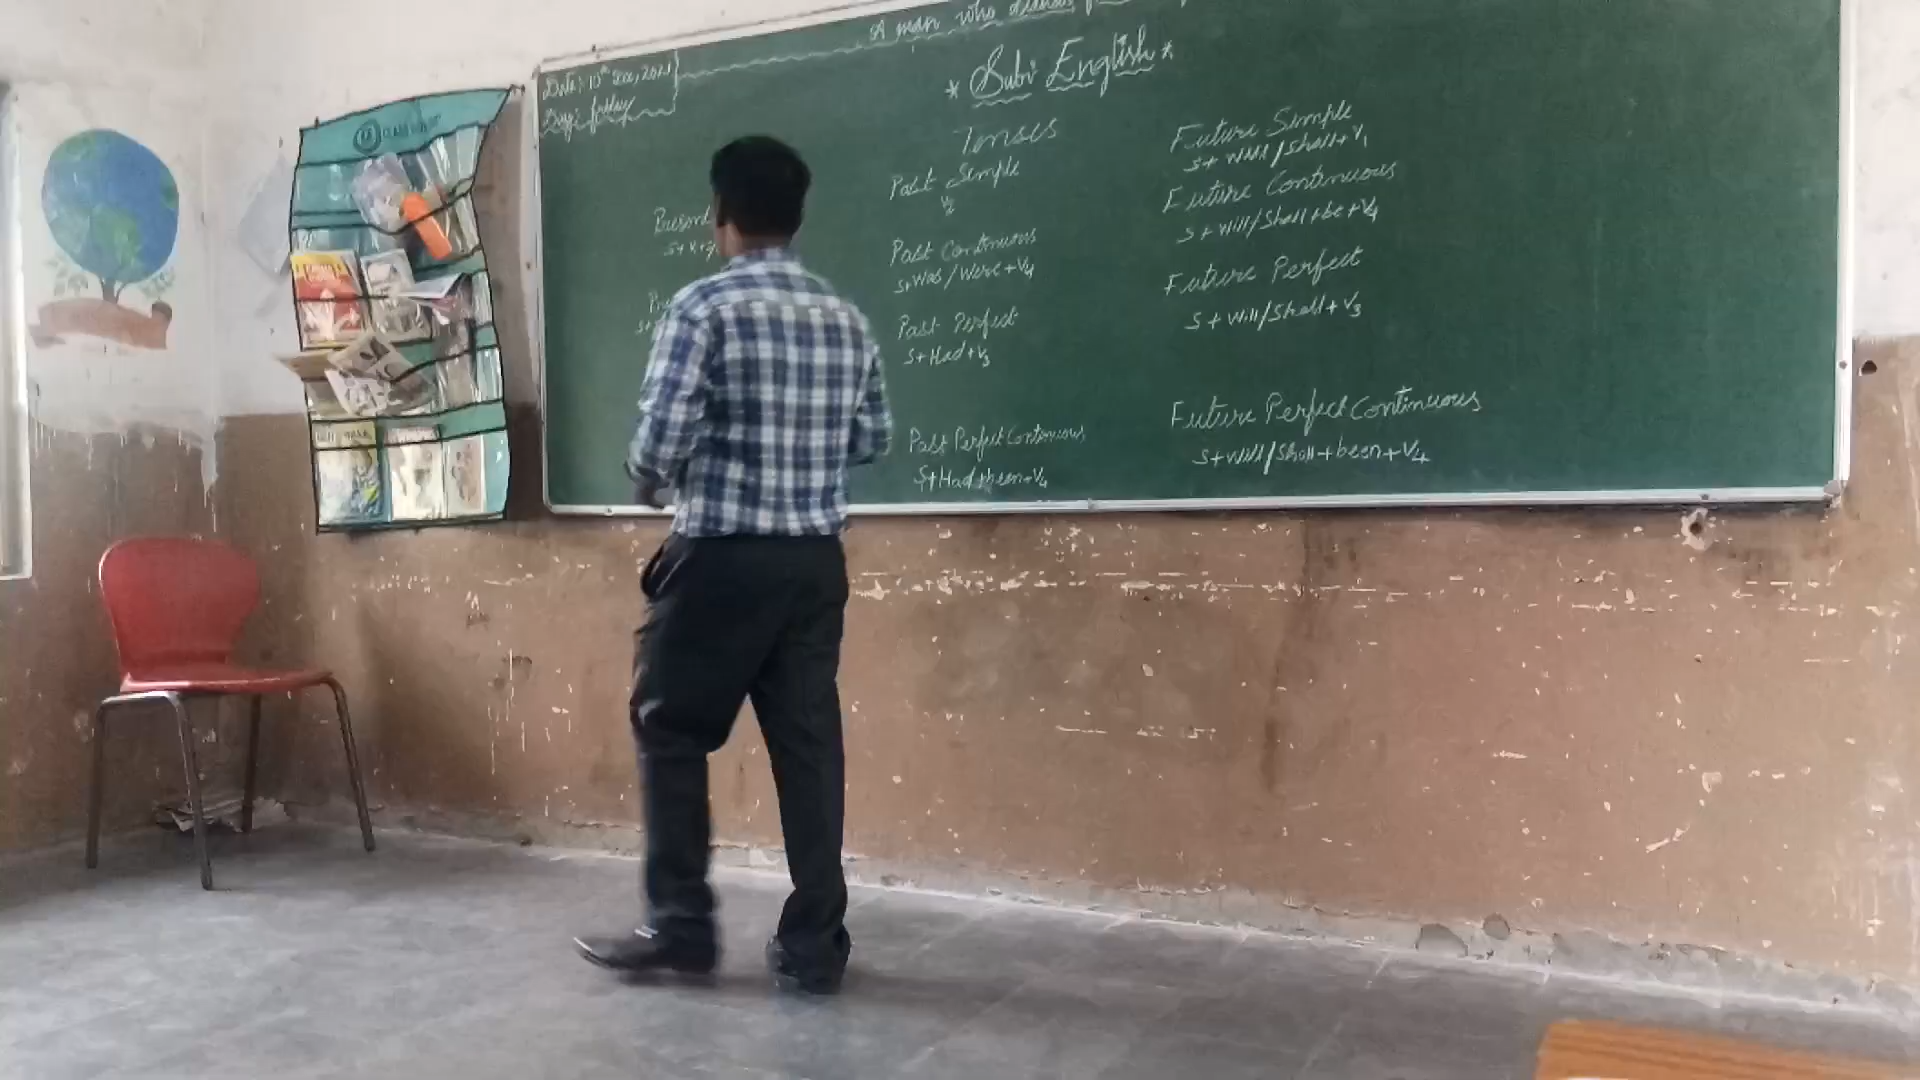 A man who
Date: 10th Dec, 2021
Day: friday
* Sub: English *
Tenses
S+V1+
Past Simple
V2
Past Continuous
S+Was/Were+V4
Past Perfect
S+Had+V3
Past Perfect Continuous
S+Had+been+V4
Future Simple
S+Will/Shall+V1
Future Continuous
S+Will/Shall+be+V4
Future Perfect
S+Will/Shall+V3
Future Perfect Continuous
S+Will/Shall+been+V4